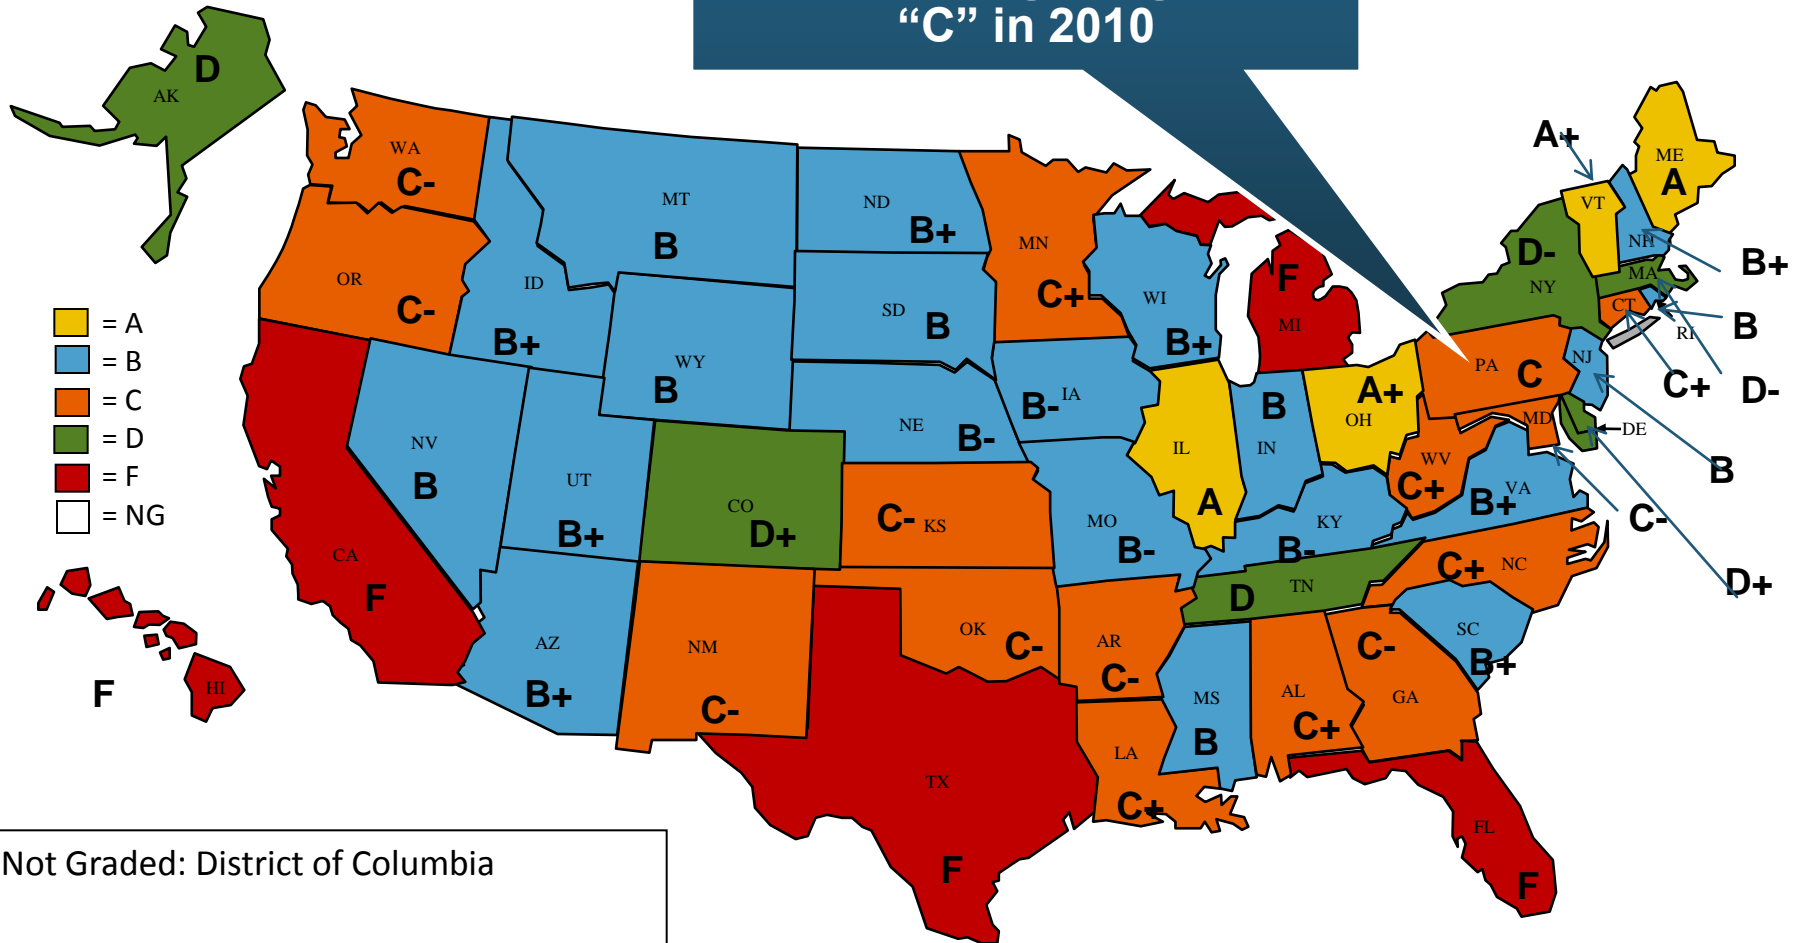 “C” in 2010
D
AK
WA
C-
OR
C-
MT
B
ND
B+
MN
C+
ID
B+
SD
B
WI
B+
F
MI
WY
B
A+
ME
A
VT
NH
B+
D-
NY
MA
CT
RI
B
C+
D-
PA
C
NJ
B
= A
= B
= C
= D
= F
= NG
NV
B
UT
B+
CO
D+
NE
B-
IA
B-
IL
A
B
IN
A+
OH
MD
C-
DE
D+
WV
C+
VA
B+
KY
B-
MO
B-
C- KS
CA
F
AZ
B+
NM
C-
OK
C-
AR
C-
D
TN
C+
NC
SC
B+
MS
B
AL
C+
C-
GA
LA
C+
TX
F
FL
F
F
HI
Not Graded: District of Columbia